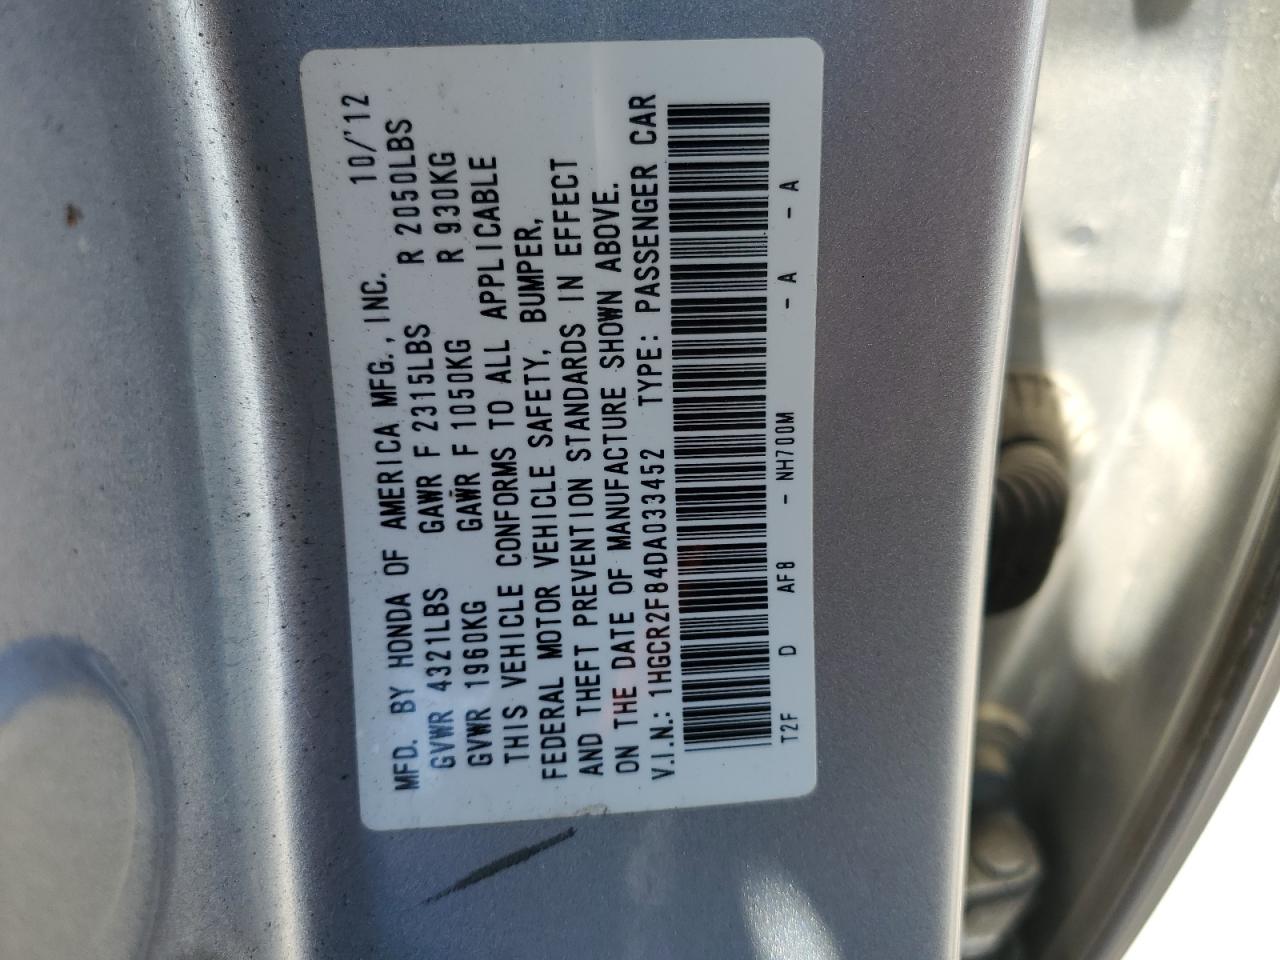 MFD. BY HONDA OF AMERICA MFG., INC. 10/'12
GVWR 4321LBS GAWR F 2315LBS R 2050LBS
GVWR 1960KG GAWR F 1050KG R 930KG
THIS VEHICLE CONFORMS TO ALL APPLICABLE
FEDERAL MOTOR VEHICLE SAFETY, BUMPER,
AND THEFT PREVENTION STANDARDS IN EFFECT
ON THE DATE OF MANUFACTURE SHOWN ABOVE.
V.I.N.: 1HGCR2F84DA033452 TYPE: PASSENGER CAR
T2F D AF8 - NH700M - A - A